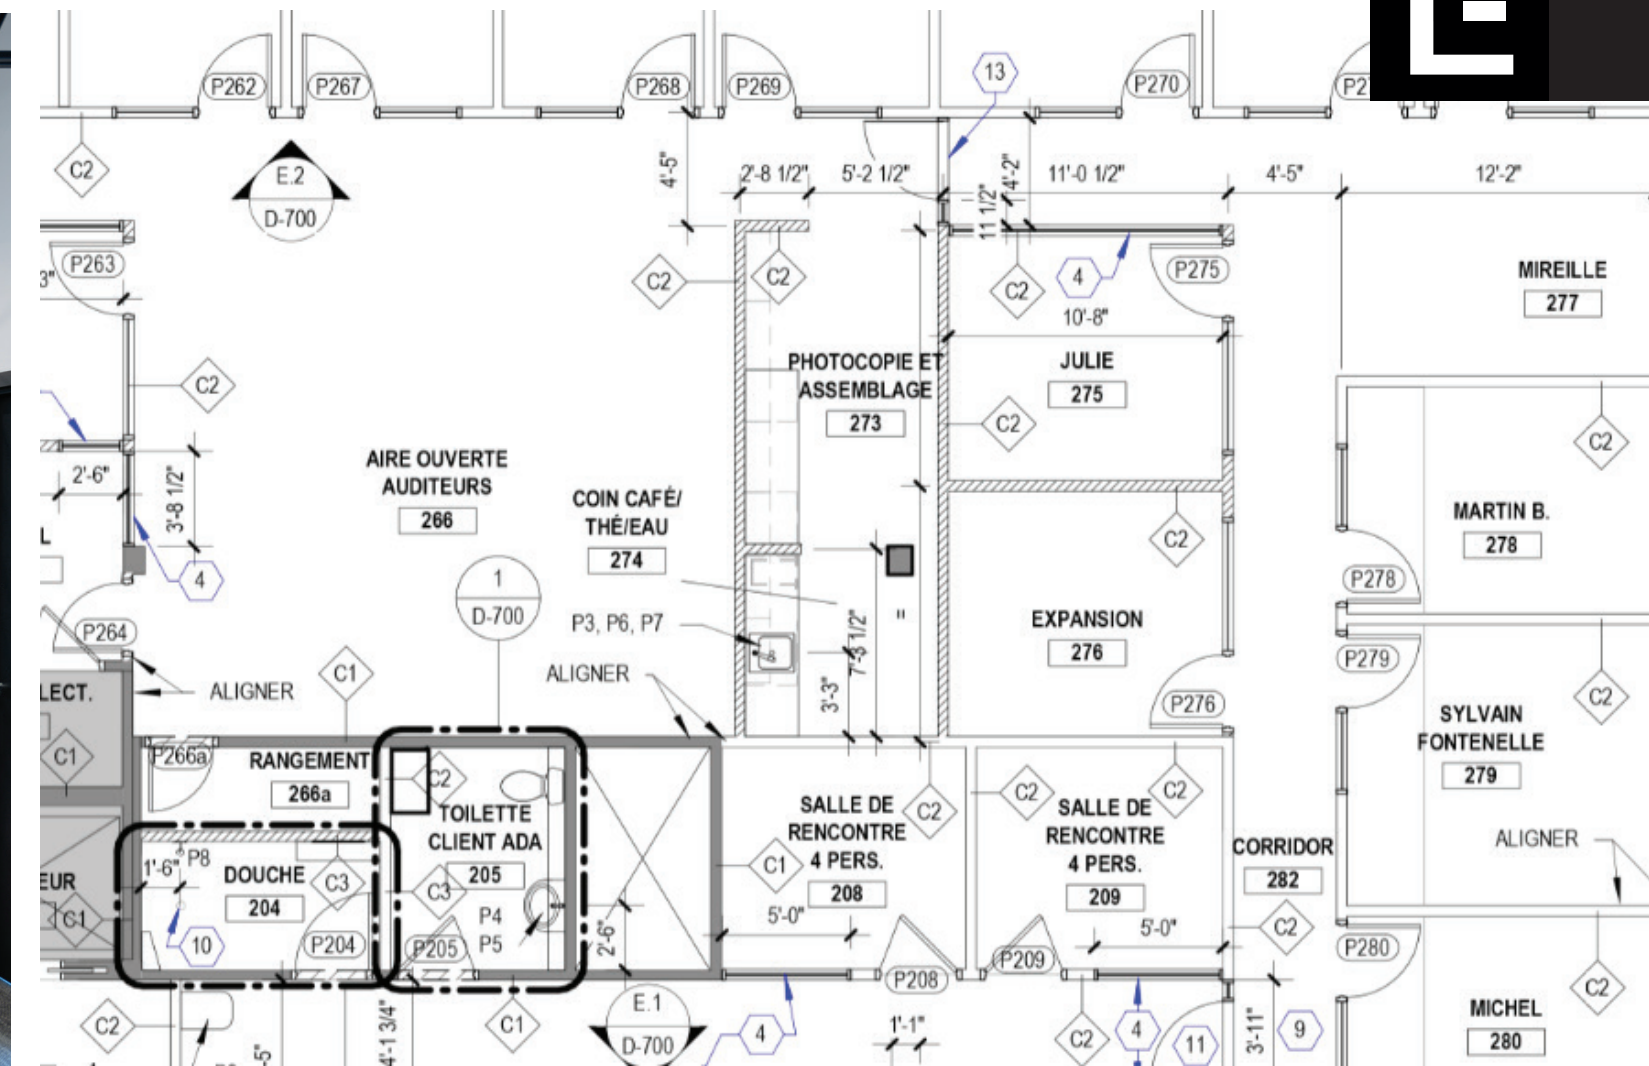 P262
P267
P268
P269
13
P270
C2
E.2
D-700
4'-5"
2'-8 1/2"
5'-2 1/2"
4'-2"
11 1/2"
11'-0 1/2"
4'-5"
12'-2"
P263
3"
C2
C2
C2
4
P275
MIREILLE
277
10'-8"
C2
PHOTOCOPIE ET
ASSEMBLAGE
273
JULIE
275
C2
C2
AIRE OUVERTE
AUDITEURS
266
2'-6"
3'-8 1/2"
COIN CAFÉ/
THÉ/EAU
274
MARTIN B.
278
C2
L
4
1
D-700
P278
P3, P6, P7
7'-3 1/2"
=
EXPANSION
276
P264
P279
C1
ALIGNER
ALIGNER
3'-3"
P276
C2
LECT.
SYLVAIN
FONTENELLE
279
C1
P266a
RANGEMENT
266a
C2
C2
C2
C2
TOILETTE
CLIENT ADA
205
SALLE DE
RENCONTRE
4 PERS.
208
SALLE DE
RENCONTRE
4 PERS.
209
CORRIDOR
282
ALIGNER
P8
1'-6"
EUR
DOUCHE
204
C3
C3
C1
C1
P4
P5
5'-0"
5'-0"
C2
10
P204
P205
2'-6"
P208
P209
P280
C2
C2
C1
E.1
D-700
4
1'-1"
C2
4
11
3'-11"
9
MICHEL
280
4'-1 3/4"